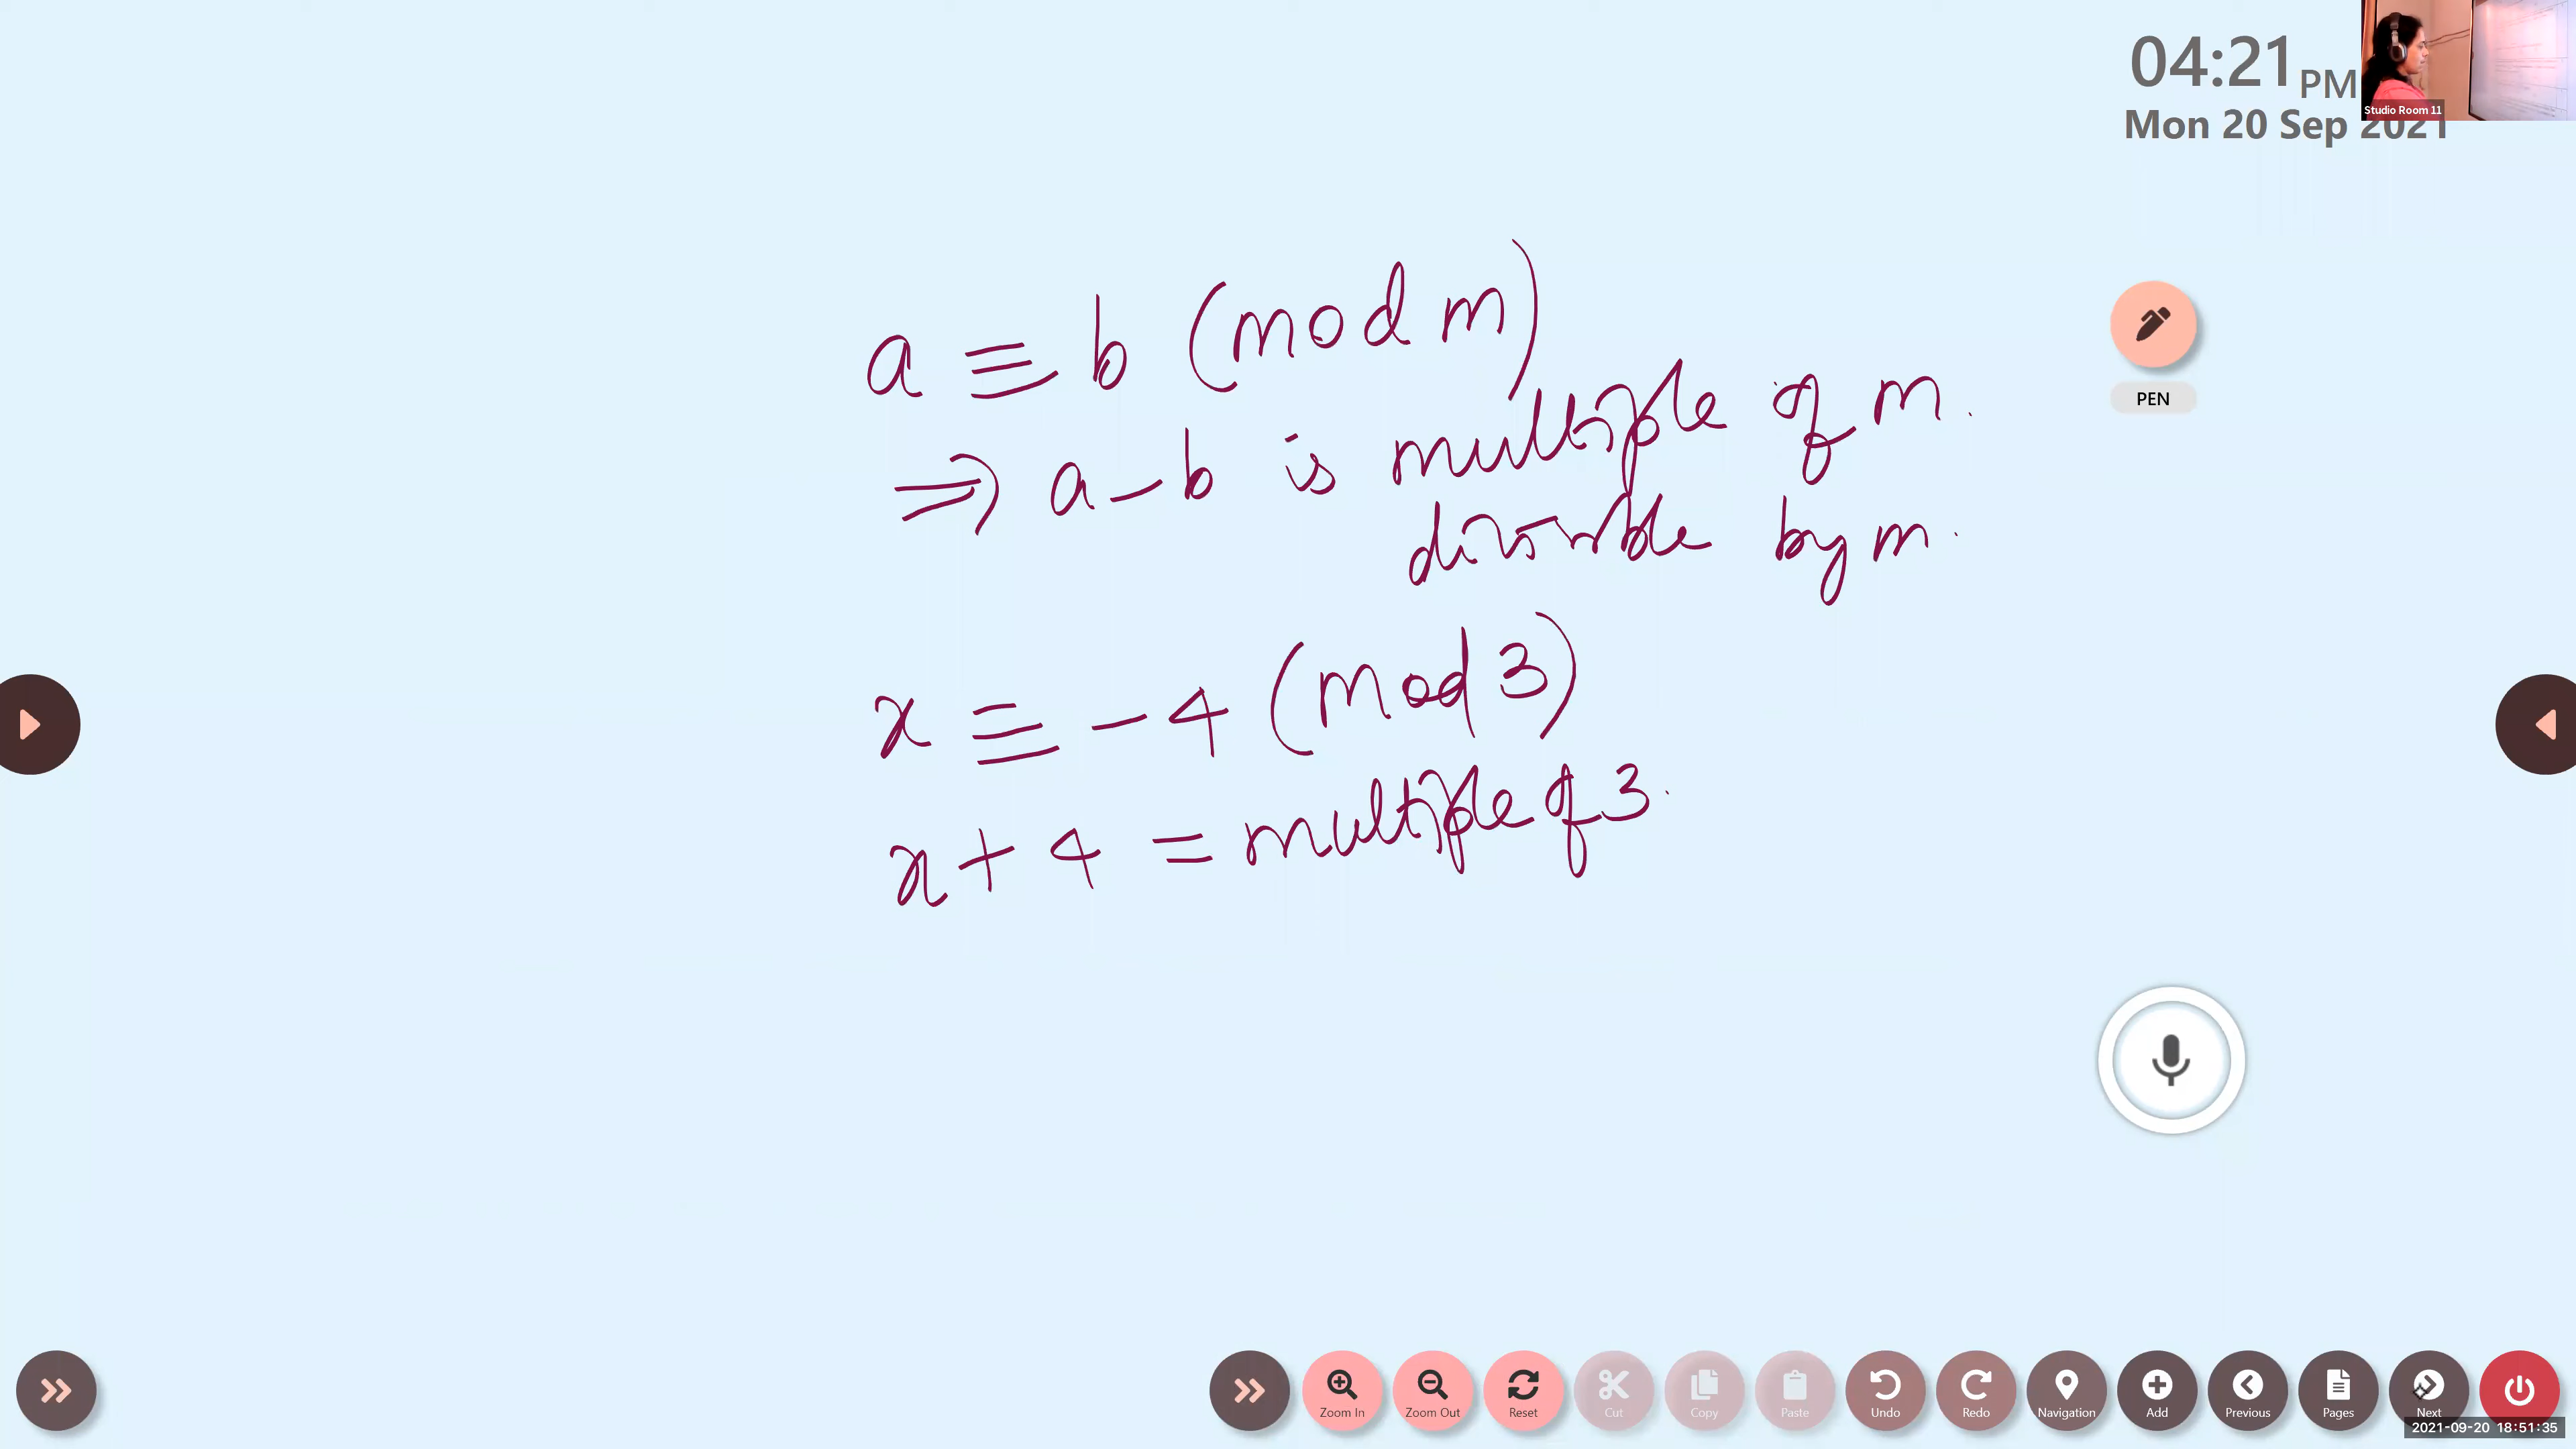 04:21 PM
Studio Room 11
Mon 20 Sep 2021
a ≡ b (mod m)
PEN
⇒ a – b is multiple of m.
divisible by m.
x ≡ – 4 (mod 3)
x + 4 = multiple of 3.
Zoom In Zoom Out Reset Cut Copy Paste Undo Redo Navigation Add Previous Pages Next
2021-09-20 18:51:35